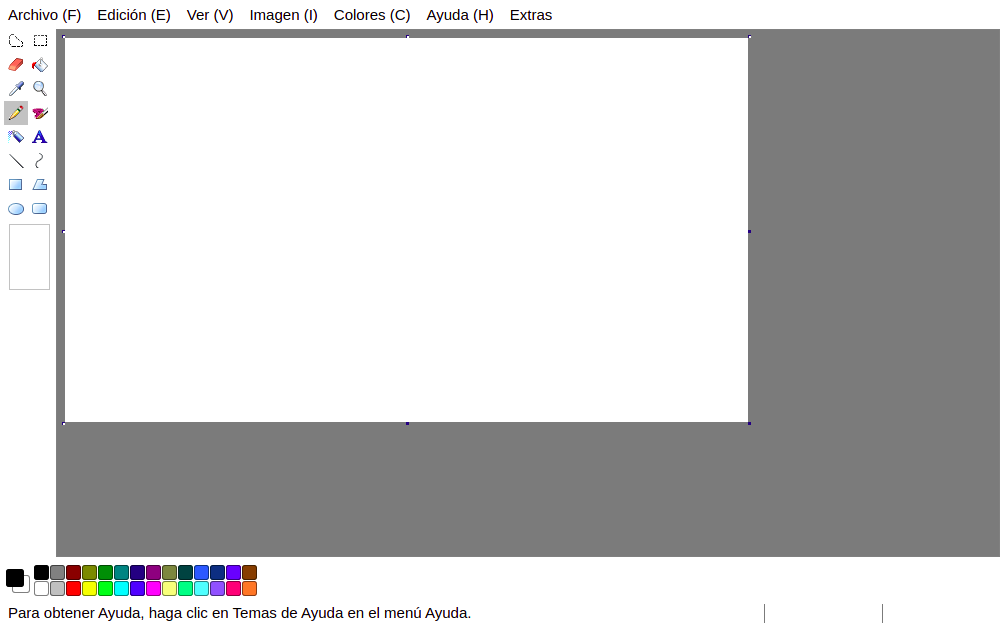 Archivo (F) Edición (E) Ver (V) Imagen (I) Colores (C) Ayuda (H) Extras
A
Para obtener Ayuda, haga clic en Temas de Ayuda en el menú Ayuda.